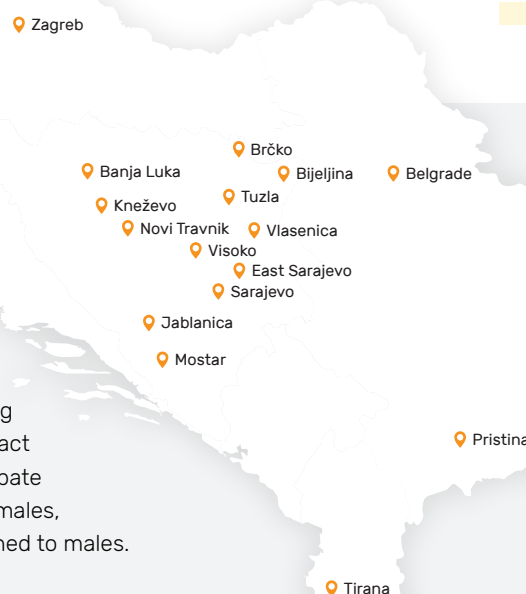 Zagreb
Brčko
Banja Luka
Bijeljina
Belgrade
Tuzla
Kneževo
Novi Travnik
Vlasenica
Visoko
East Sarajevo
Sarajevo
Jablanica
Mostar
g
act
pate
males,
ned to males.
Pristina
Tirana